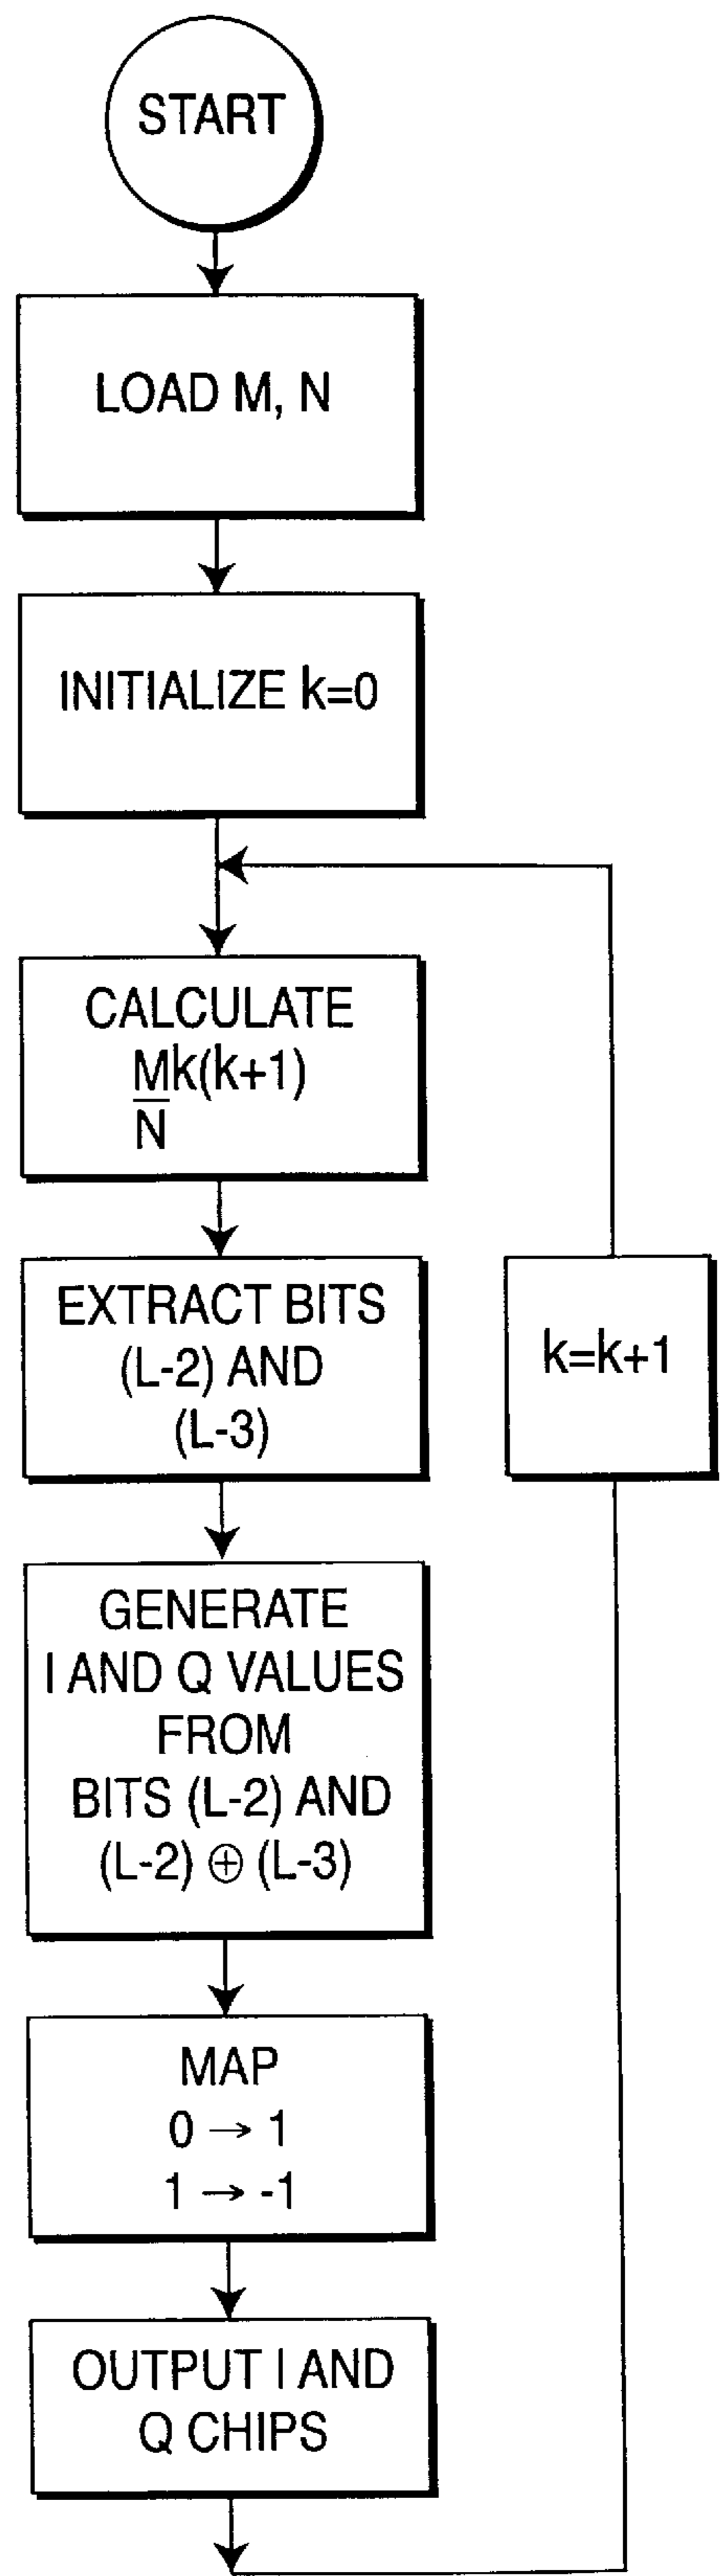 START
LOAD M, N
INITIALIZE k=0
CALCULATE
M/N k(k+1)
EXTRACT BITS
(L-2) AND
(L-3)
k=k+1
GENERATE
I AND Q VALUES
FROM
BITS (L-2) AND
(L-2) ⊕ (L-3)
MAP
0 → 1
1 → -1
OUTPUT I AND
Q CHIPS